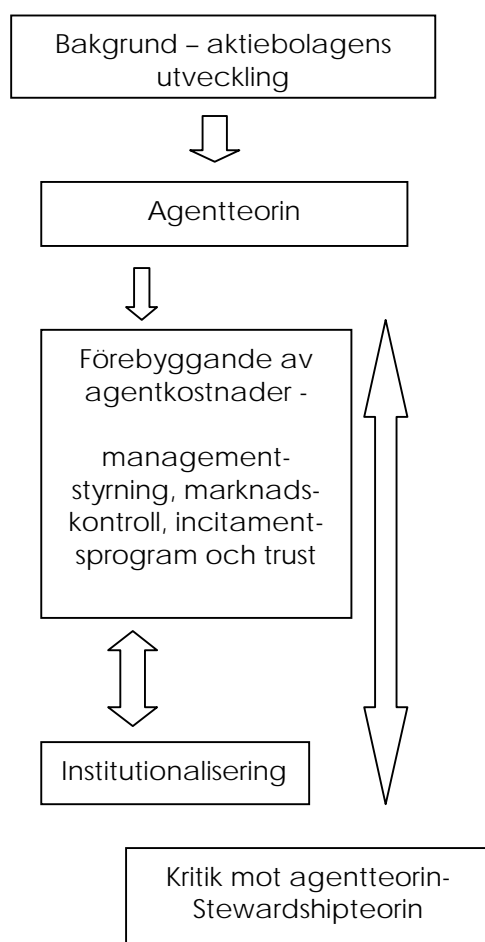 Bakgrund – aktiebolagens
utveckling
Agentteorin
Förebyggande av
agentkostnader -
management-
styrning, marknads-
kontroll, incitament-
sprogram och trust
Institutionalisering
Kritik mot agentteorin-
Stewardshipteorin